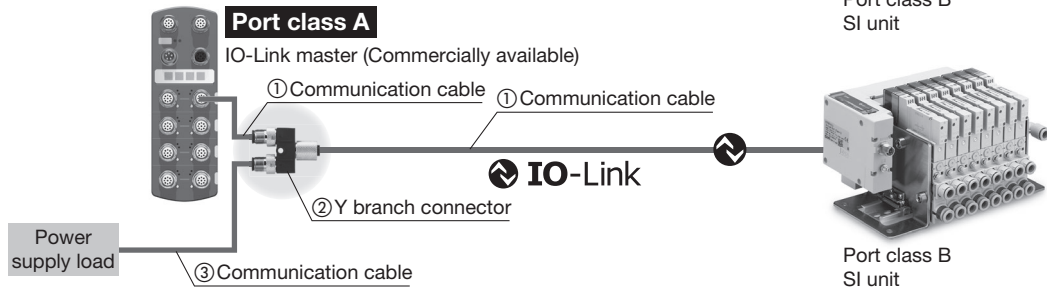 Port class B
SI unit
Port class A
IO-Link master (Commercially available)
①Communication cable
①Communication cable
IO-Link
②Y branch connector
Power
supply load
③Communication cable
Port class B
SI unit